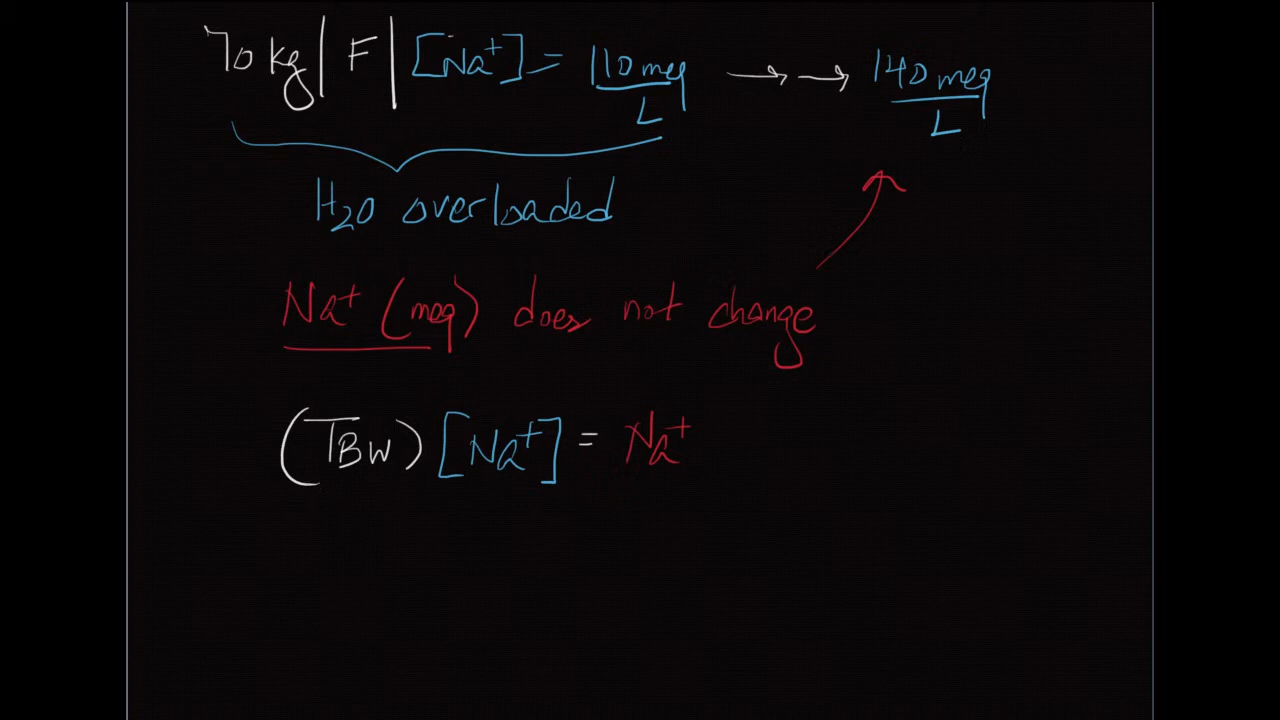 70 kg | F | [Na+] = 110 meq/L →→ 140 meq/L
H2O overloaded
Na+ (meq) does not change
(TBW) [Na+] = Na+